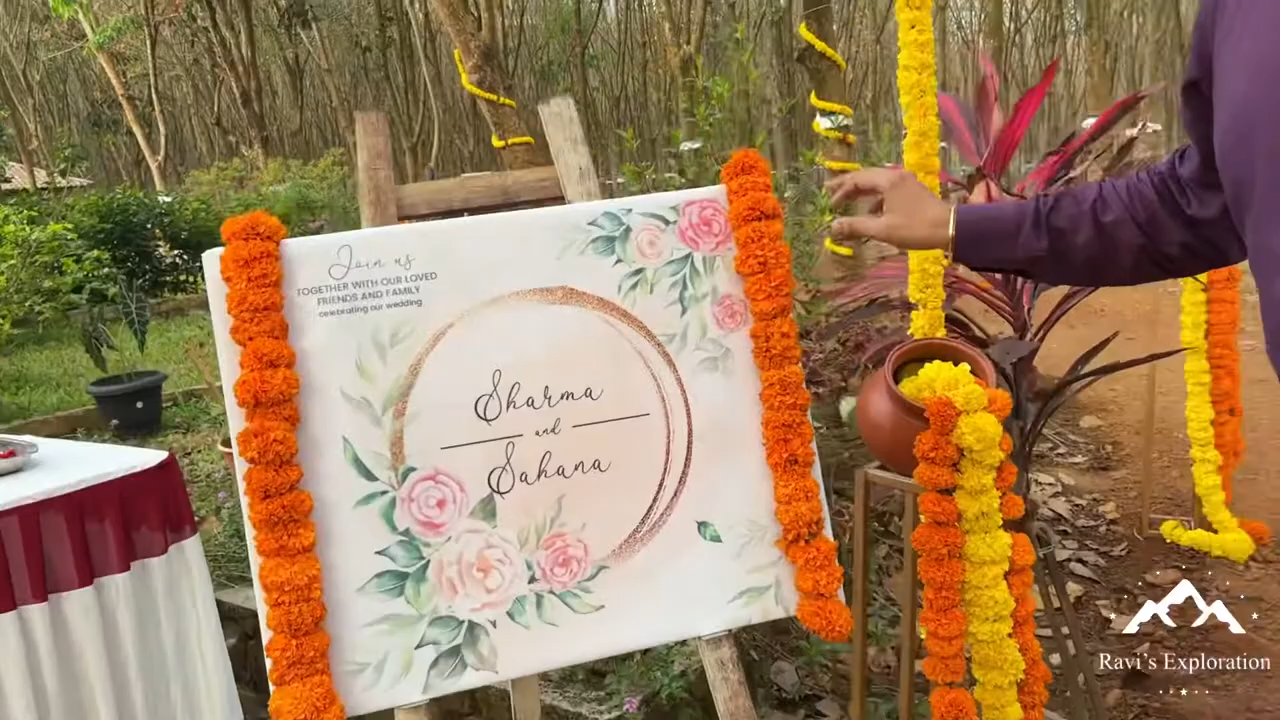 Join us
TOGETHER WITH OUR LOVED
FRIENDS AND FAMILY
celebrating our wedding
Sharma
and
Sahana
Ravi's Exploration